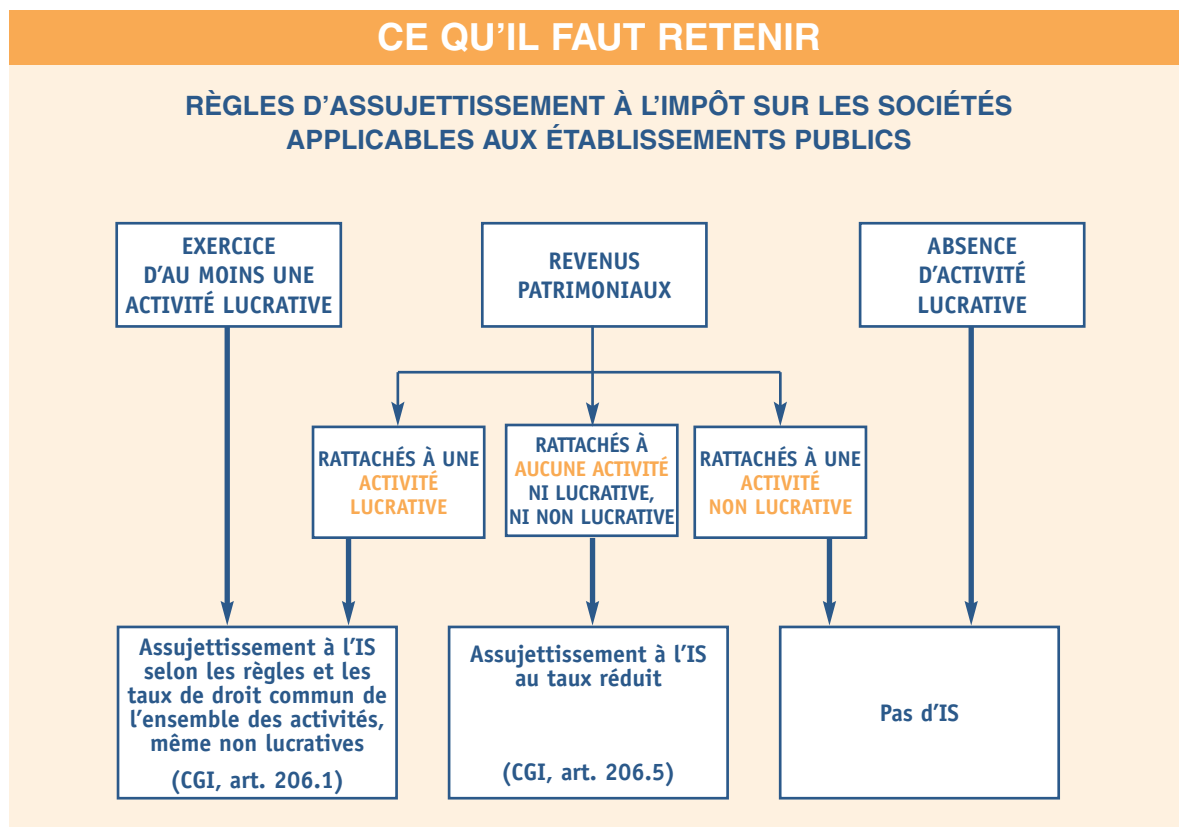 CE QU'IL FAUT RETENIR
RÈGLES D'ASSUJETTISSEMENT À L'IMPÔT SUR LES SOCIÉTÉS
APPLICABLES AUX ÉTABLISSEMENTS PUBLICS
EXERCICE
D'AU MOINS UNE
ACTIVITÉ LUCRATIVE
REVENUS
PATRIMONIAUX
ABSENCE
D'ACTIVITÉ
LUCRATIVE
RATTACHÉS À UNE
ACTIVITÉ
LUCRATIVE
RATTACHÉS À
AUCUNE ACTIVITÉ
NI LUCRATIVE,
NI NON LUCRATIVE
RATTACHÉS À UNE
ACTIVITÉ
NON LUCRATIVE
Assujettissement à l'IS
selon les règles et les
taux de droit commun de
l'ensemble des activités,
même non lucratives
(CGI, art. 206.1)
Assujettissement à l'IS
au taux réduit
(CGI, art. 206.5)
Pas d'IS